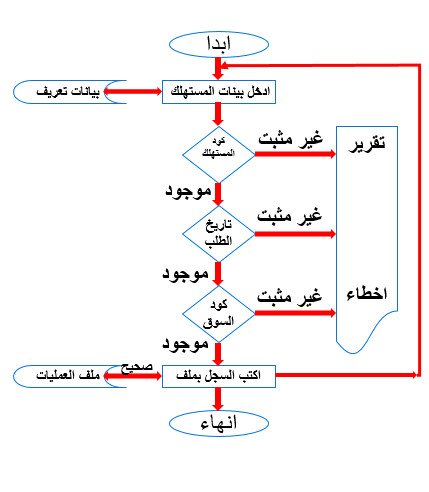 ابدا
ادخل بينات المستهلك
بيانات تعريف
كود
المستهلك
غير مثبت
تقرير
موجود
تاريخ
الطلب
غير مثبت
موجود
كود
السوق
غير مثبت
اخطاء
موجود
اكتب السجل بملف
صحيح
ملف العمليات
انهاء